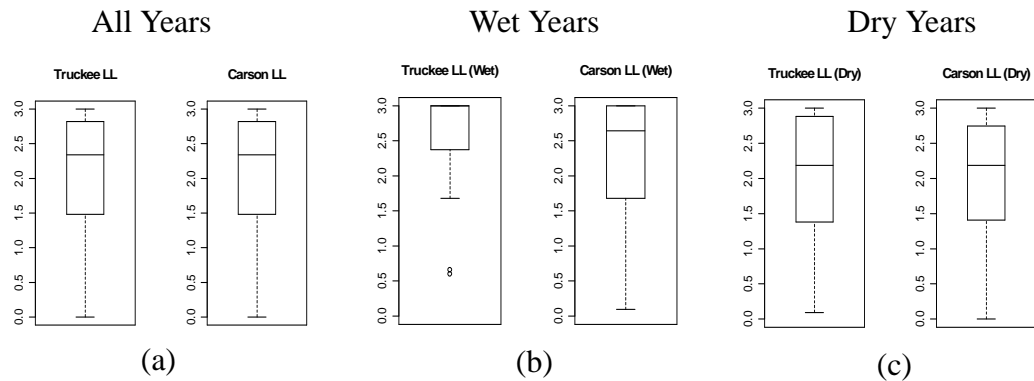 All Years
Wet Years
Dry Years
Truckee LL
Carson LL
Truckee LL (Wet)
Carson LL (Wet)
Truckee LL (Dry)
Carson LL (Dry)
0.0 0.5 1.0 1.5 2.0 2.5 3.0
0.0 0.5 1.0 1.5 2.0 2.5 3.0
0.0 0.5 1.0 1.5 2.0 2.5 3.0
0.0 0.5 1.0 1.5 2.0 2.5 3.0
0.0 0.5 1.0 1.5 2.0 2.5 3.0
0.0 0.5 1.0 1.5 2.0 2.5 3.0
(a)
(b)
(c)